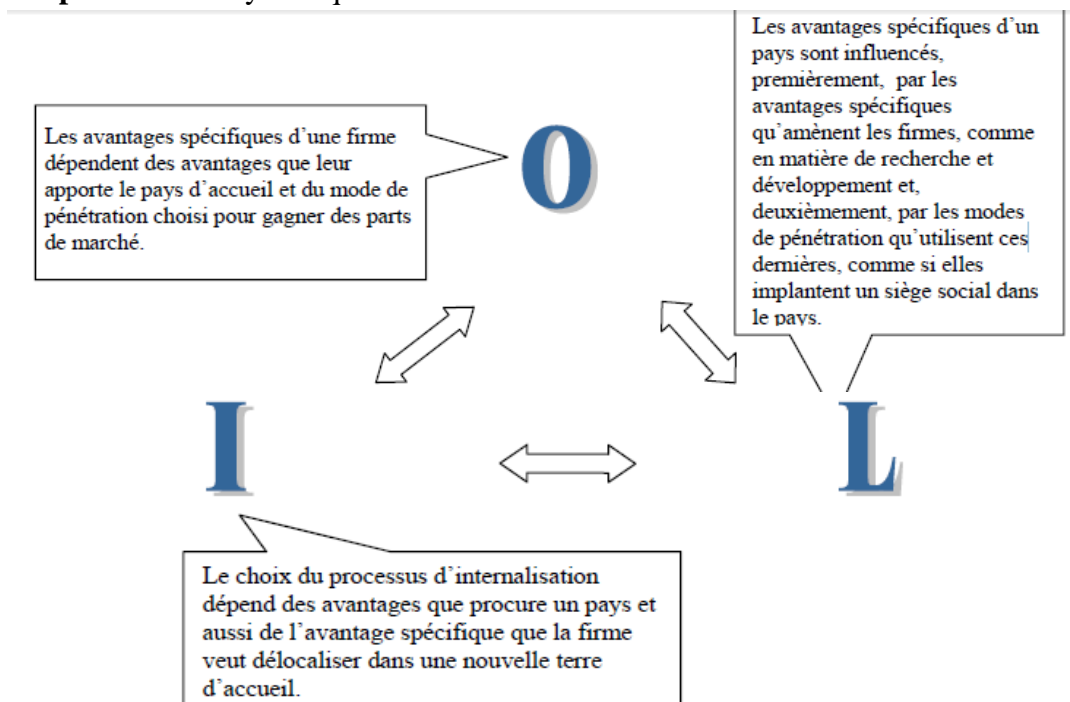 Les avantages spécifiques d'un
pays sont influencés,
premièrement, par les
avantages spécifiques
qu'amènent les firmes, comme
en matière de recherche et
développement et,
deuxièmement, par les modes
de pénétration qu'utilisent ces
dernières, comme si elles
implantent un siège social dans
le pays.
Les avantages spécifiques d'une firme
dépendent des avantages que leur
apporte le pays d'accueil et du mode de
pénétration choisi pour gagner des parts
de marché.
O
I
L
Le choix du processus d'internalisation
dépend des avantages que procure un pays et
aussi de l'avantage spécifique que la firme
veut délocaliser dans une nouvelle terre
d'accueil.